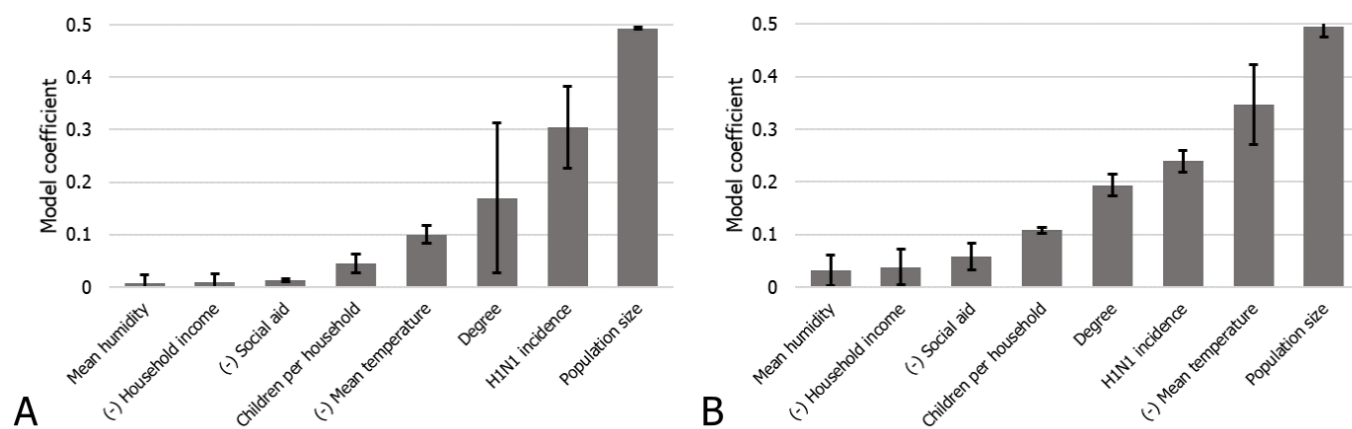 0.5
0.4
0.3
0.2
0.1
0
Model coefficient
Mean humidity
(-) Household income
(-) Social aid
Children per household
(-) Mean temperature
Degree
H1N1 incidence
Population size
A
0.5
0.4
0.3
0.2
0.1
0
Model coefficient
Mean humidity
(-) Household income
(-) Social aid
Children per household
Degree
H1N1 incidence
(-) Mean temperature
Population size
B